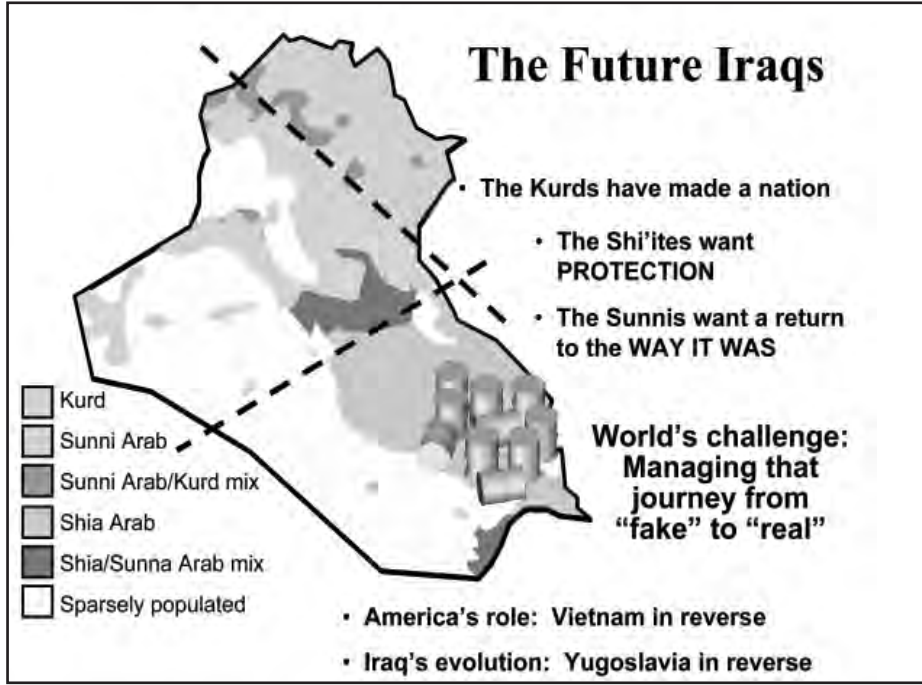 The Future Iraqs
• The Kurds have made a nation
• The Shi'ites want
PROTECTION
• The Sunnis want a return
to the WAY IT WAS
Kurd
Sunni Arab
Sunni Arab/Kurd mix
Shia Arab
Shia/Sunna Arab mix
Sparsely populated
World's challenge:
Managing that
journey from
“fake” to “real”
• America's role: Vietnam in reverse
• Iraq's evolution: Yugoslavia in reverse